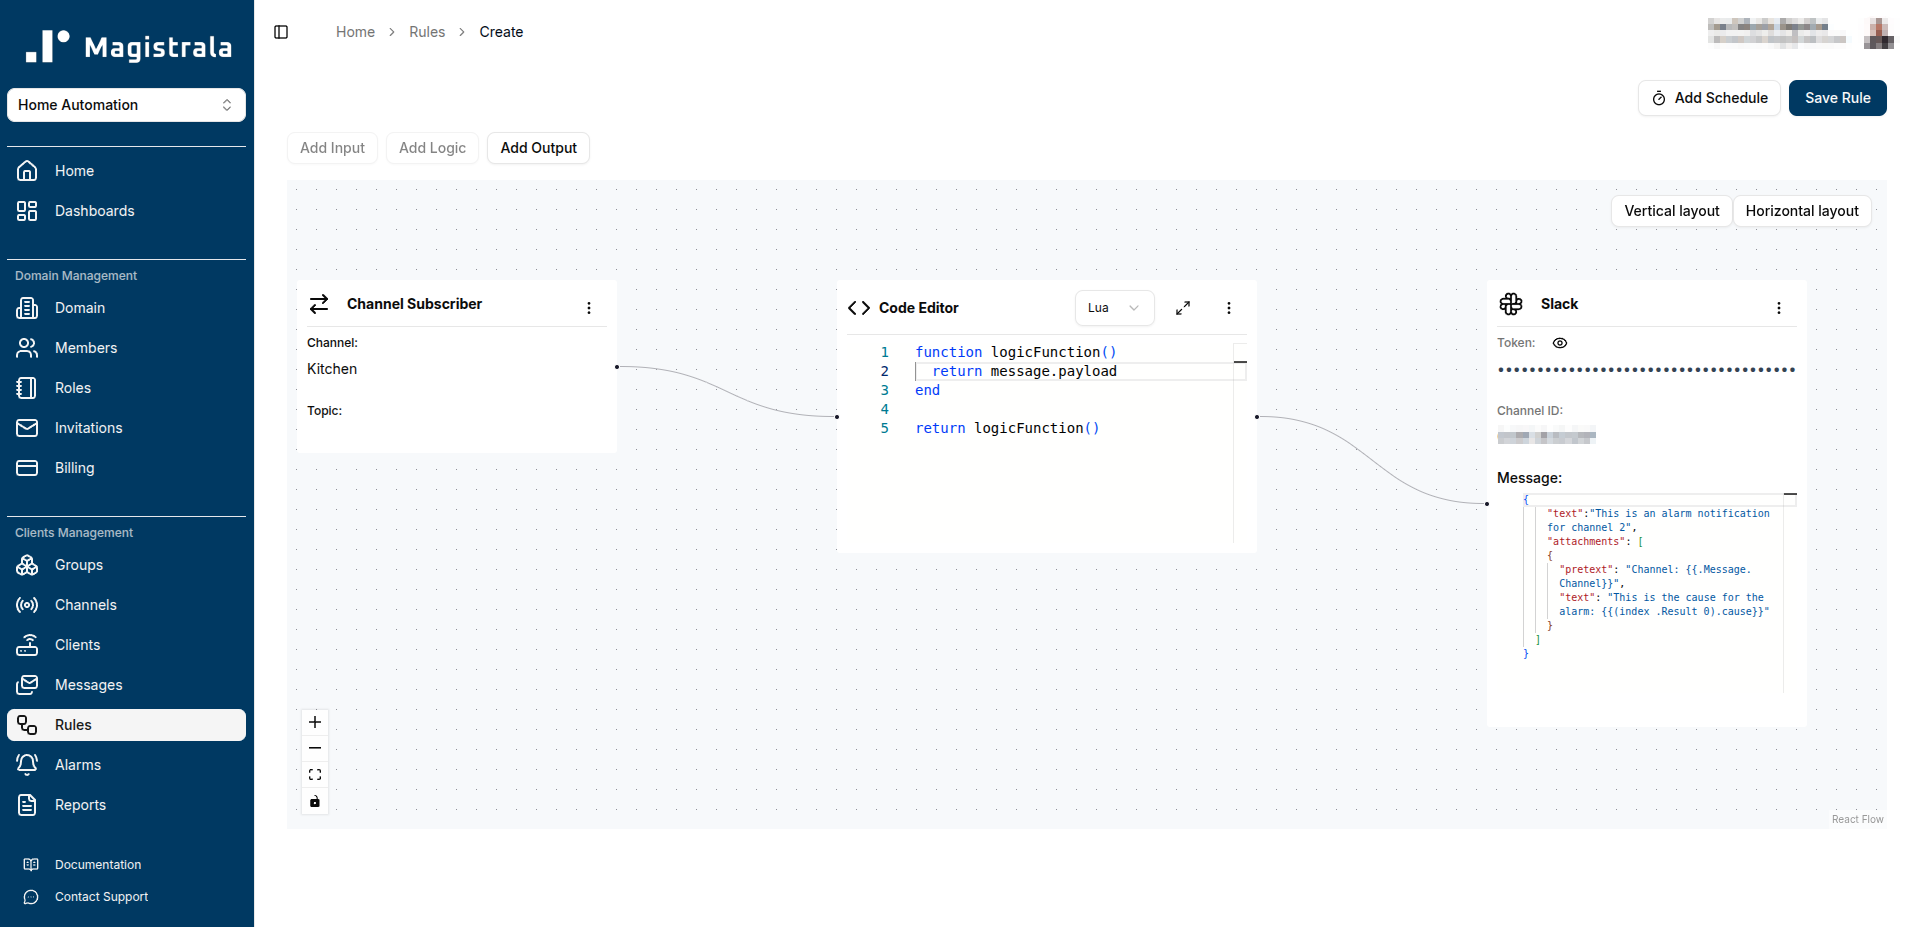 Magistrala
Home Automation
Home
Dashboards
Domain Management
Domain
Members
Roles
Invitations
Billing
Clients Management
Groups
Channels
Clients
Messages
Rules
Alarms
Reports
Documentation
Contact Support
Home > Rules > Create
Add Schedule
Save Rule
Add Input
Add Logic
Add Output
Vertical layout
Horizontal layout
Channel Subscriber
Channel:
Kitchen
Topic:
Code Editor
Lua
1 function logicFunction()
2 return message.payload
3 end
4
5 return logicFunction()
Slack
Token:
Channel ID:
Message:
{
"text":"This is an alarm notification
for channel 2",
"attachments": [
{
"pretext": "Channel: {{.Message.
Channel}}",
"text": "This is the cause for the
alarm: {{(index .Result 0).cause}}"
}
]
}
React Flow